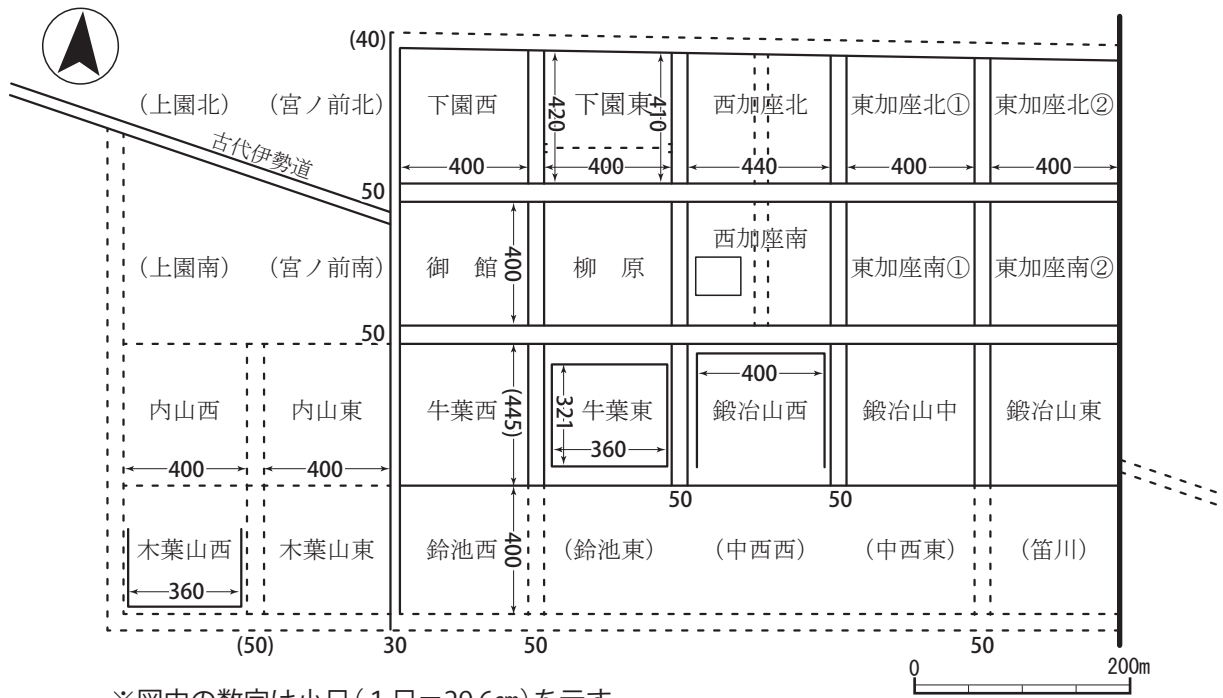 (40)
(上園北) (宮ノ前北) 下園西 下園東 西加座北 東加座北① 東加座北②
420 410
古代伊勢道
400 400 440 400 400
50
西加座南
(上園南) (宮ノ前南) 御 館 柳 原 東加座南① 東加座南②
400
50
400
内山西 内山東 牛葉西 牛葉東 鍛冶山西 鍛冶山中 鍛冶山東
(445) 321
400 400 360
50 50
木葉山西 木葉山東 鈴池西 (鈴池東) (中西西) (中西東) (笛川)
400
360
(50) 30 50 50
0 200m
※図中の数字は小尺(1尺=29.6㎝)を示す